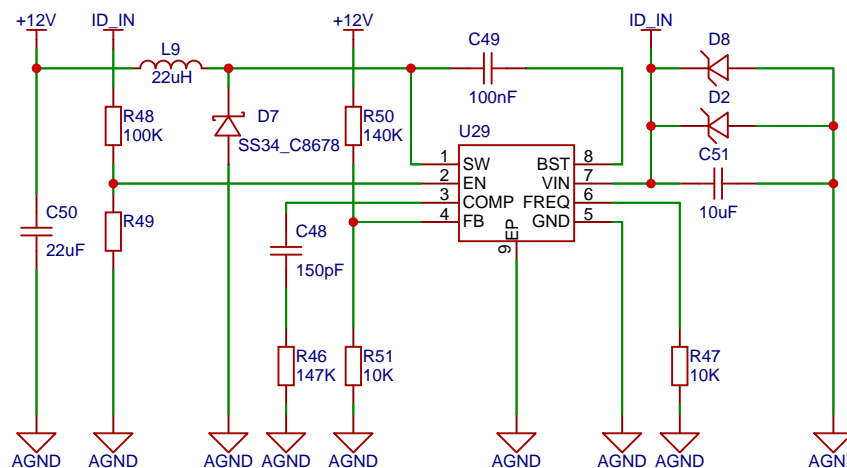 +12V ID_IN +12V ID_IN
L9 C49 D8
22uH 100nF D2
R48 D7 R50 U29
100K SS34_C8678 140K
1 SW BST 8
2 EN VIN 7 C51
3 COMP FREQ 6 10uF
4 FB GND 5
9 EP
C50 R49 C48
22uF 150pF
R46 R51 R47
147K 10K 10K
AGND AGND AGND AGND AGND AGND AGND AGND AGND